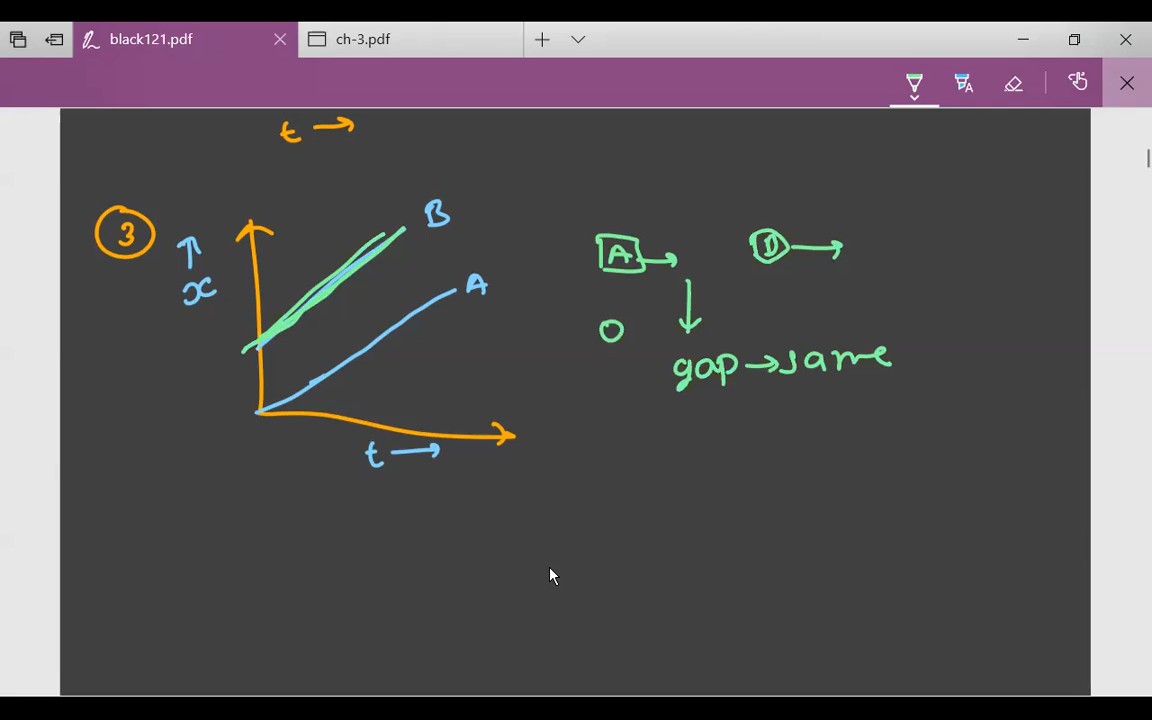 black121.pdf
ch-3.pdf
t →
3
B
A
x
t →
A → D →
O
gap → same